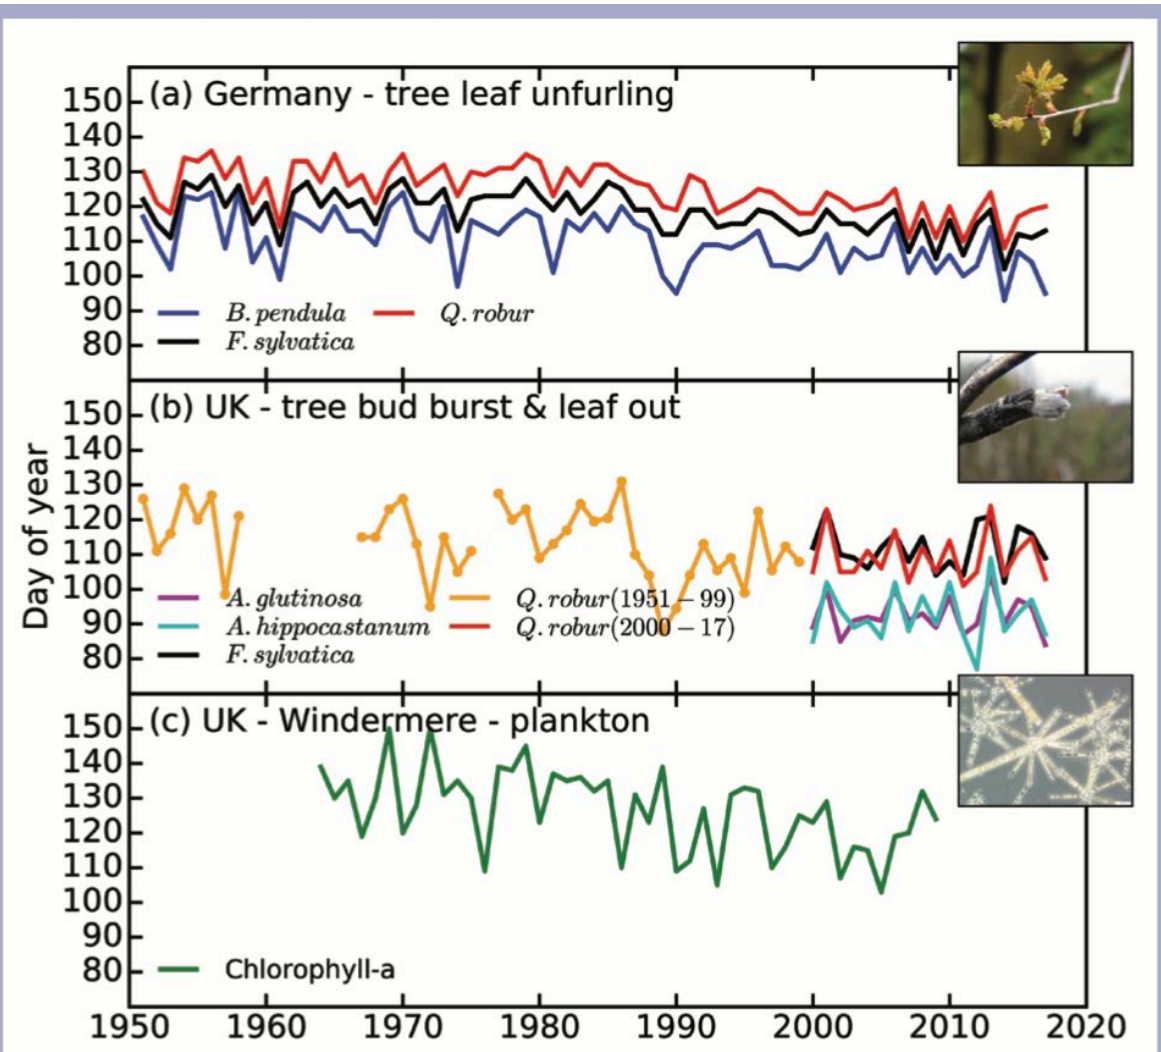 (a) Germany - tree leaf unfurling
150
140
130
120
110
100
90
80
B. pendula
Q. robur
F. sylvatica
(b) UK - tree bud burst & leaf out
150
140
130
120
110
100
90
80
Day of year
A. glutinosa
Q. robur(1951 − 99)
A. hippocastanum
Q. robur(2000 − 17)
F. sylvatica
(c) UK - Windermere - plankton
150
140
130
120
110
100
90
80
Chlorophyll-a
1950 1960 1970 1980 1990 2000 2010 2020